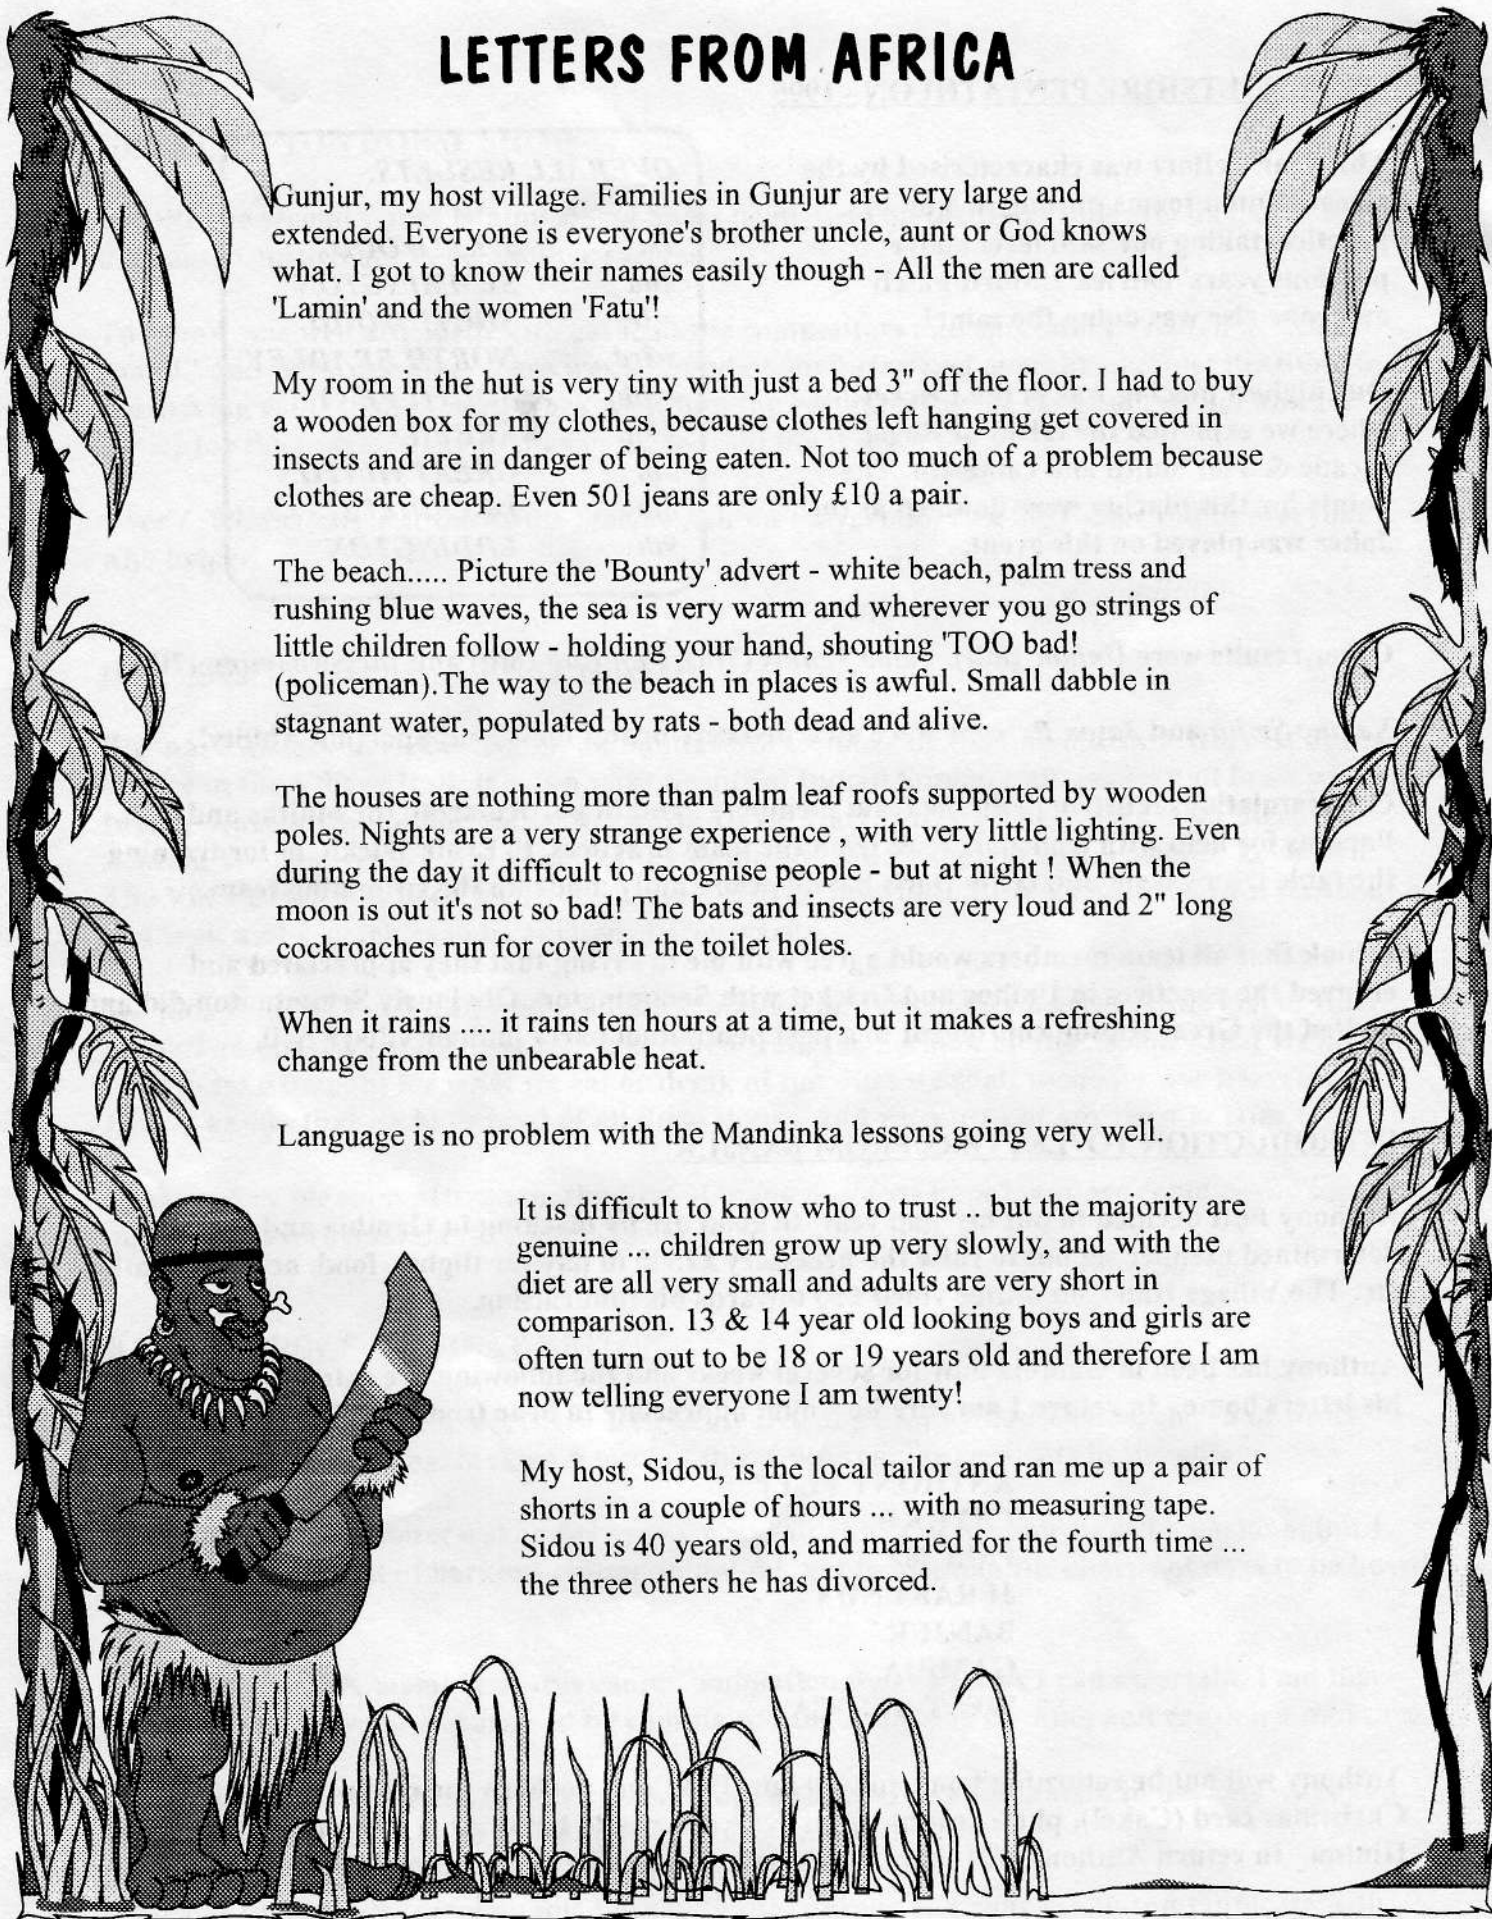 LETTERS FROM AFRICA
Gunjur, my host village. Families in Gunjur are very large and
extended. Everyone is everyone's brother uncle, aunt or God knows
what. I got to know their names easily though - All the men are called
'Lamin' and the women 'Fatu'!
My room in the hut is very tiny with just a bed 3" off the floor. I had to buy
a wooden box for my clothes, because clothes left hanging get covered in
insects and are in danger of being eaten. Not too much of a problem because
clothes are cheap. Even 501 jeans are only £10 a pair.
The beach..... Picture the 'Bounty' advert - white beach, palm tress and
rushing blue waves, the sea is very warm and wherever you go strings of
little children follow - holding your hand, shouting 'TOO bad!
(policeman).The way to the beach in places is awful. Small dabble in
stagnant water, populated by rats - both dead and alive.
The houses are nothing more than palm leaf roofs supported by wooden
poles. Nights are a very strange experience , with very little lighting. Even
during the day it difficult to recognise people - but at night ! When the
moon is out it's not so bad! The bats and insects are very loud and 2" long
cockroaches run for cover in the toilet holes.
When it rains .... it rains ten hours at a time, but it makes a refreshing
change from the unbearable heat.
Language is no problem with the Mandinka lessons going very well.
It is difficult to know who to trust .. but the majority are
genuine ... children grow up very slowly, and with the
diet are all very small and adults are very short in
comparison. 13 & 14 year old looking boys and girls are
often turn out to be 18 or 19 years old and therefore I am
now telling everyone I am twenty!
My host, Sidou, is the local tailor and ran me up a pair of
shorts in a couple of hours ... with no measuring tape.
Sidou is 40 years old, and married for the fourth time ...
the three others he has divorced.